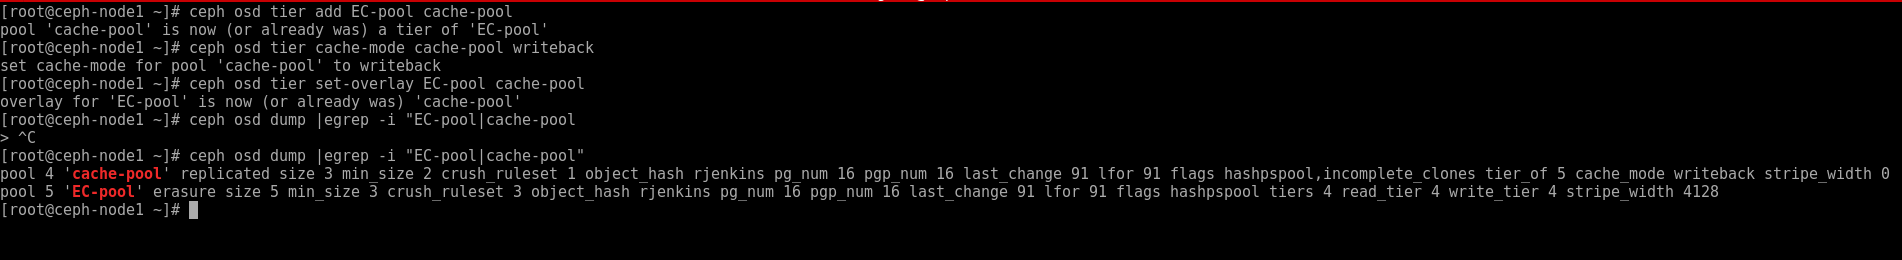 [root@ceph-node1 ~]# ceph osd tier add EC-pool cache-pool
pool 'cache-pool' is now (or already was) a tier of 'EC-pool'
[root@ceph-node1 ~]# ceph osd tier cache-mode cache-pool writeback
set cache-mode for pool 'cache-pool' to writeback
[root@ceph-node1 ~]# ceph osd tier set-overlay EC-pool cache-pool
overlay for 'EC-pool' is now (or already was) 'cache-pool'
[root@ceph-node1 ~]# ceph osd dump |egrep -i "EC-pool|cache-pool
> ^C
[root@ceph-node1 ~]# ceph osd dump |egrep -i "EC-pool|cache-pool"
pool 4 'cache-pool' replicated size 3 min_size 2 crush_ruleset 1 object_hash rjenkins pg_num 16 pgp_num 16 last_change 91 lfor 91 flags hashpspool,incomplete_clones tier_of 5 cache_mode writeback stripe_width 0
pool 5 'EC-pool' erasure size 5 min_size 3 crush_ruleset 3 object_hash rjenkins pg_num 16 pgp_num 16 last_change 91 lfor 91 flags hashpspool tiers 4 read_tier 4 write_tier 4 stripe_width 4128
[root@ceph-node1 ~]#